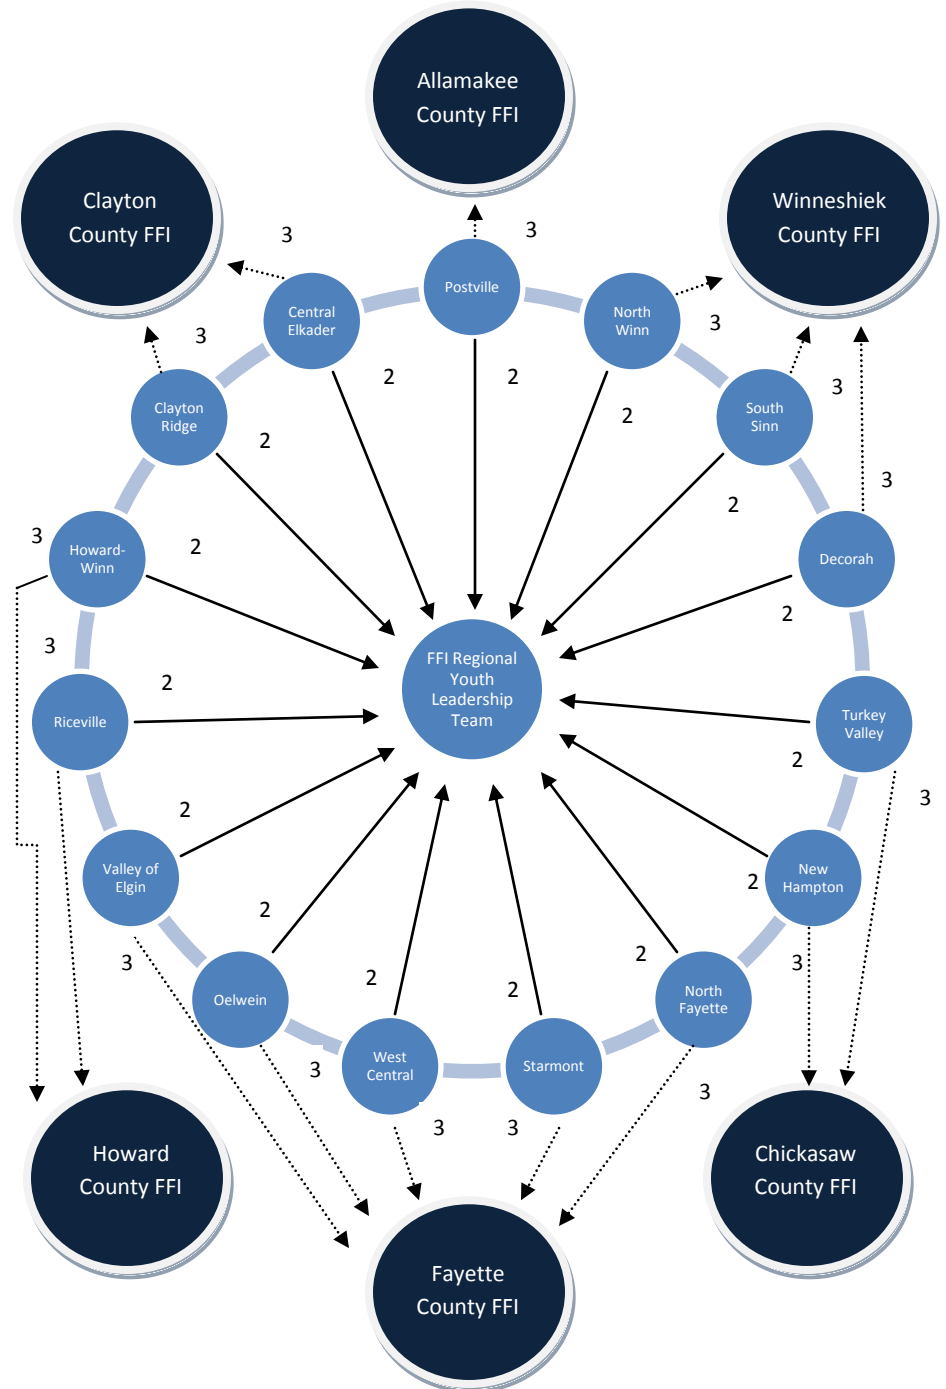 Allamakee
County FFI
Clayton
County FFI
Winneshiek
County FFI
3
3
Postville
Central
Elkader
North
Winn
3
3
2
2
3
Clayton
Ridge
South
Sinn
2
2
3
2
3
Howard-
Winn
2
Decorah
2
3
FFI Regional
Youth
Leadership
Team
2
Riceville
Turkey
Valley
2
3
2
Valley of
Elgin
New
Hampton
2
2
2
3
3
2
2
Oelwein
North
Fayette
West
Central
Starmont
3
3
3
3
Howard
County FFI
Chickasaw
County FFI
Fayette
County FFI